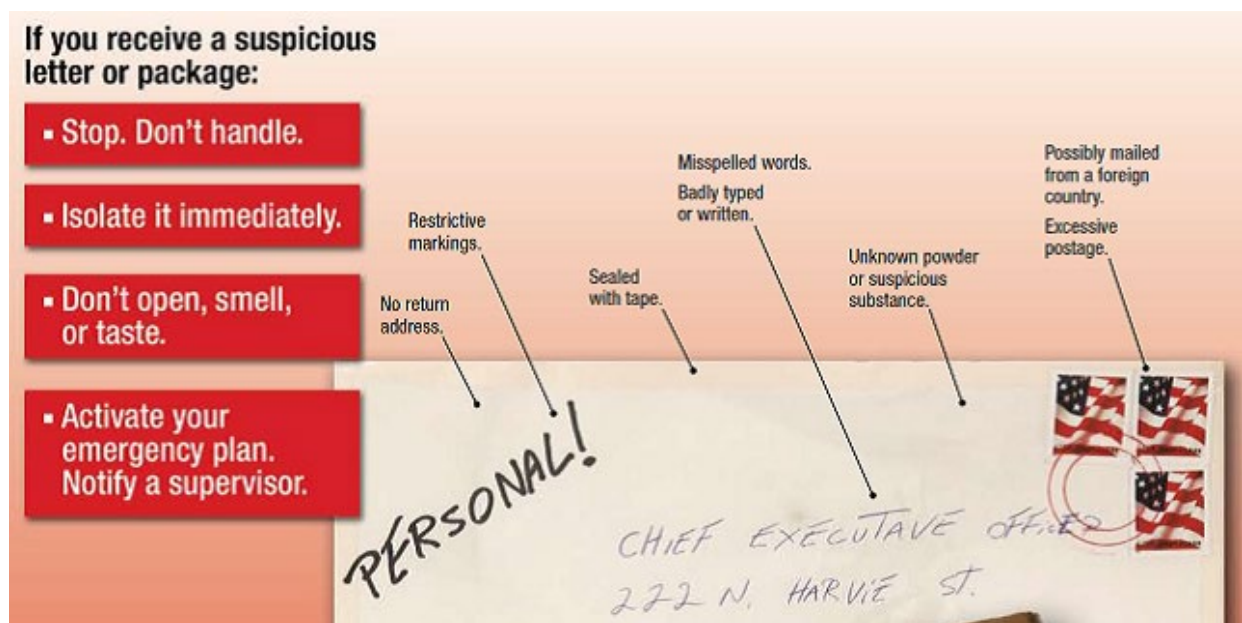 If you receive a suspicious
letter or package:
▪ Stop. Don't handle.
▪ Isolate it immediately.
▪ Don't open, smell,
or taste.
▪ Activate your
emergency plan.
Notify a supervisor.
No return
address.
Restrictive
markings.
Sealed
with tape.
Misspelled words.
Badly typed
or written.
Unknown powder
or suspicious
substance.
Possibly mailed
from a foreign
country.
Excessive
postage.
PERSONAL!
CHIEF EXECUTAVE OFFICER
222 N. HARVIE ST.